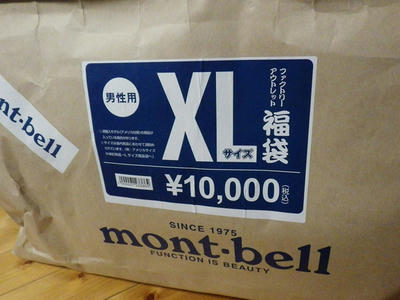 男性用
XL
サイズ
ファクトリー
アウトレット
福袋
¥10,000
(税込)
mont-bell
SINCE 1975
mont-bell
FUNCTION IS BEAUTY